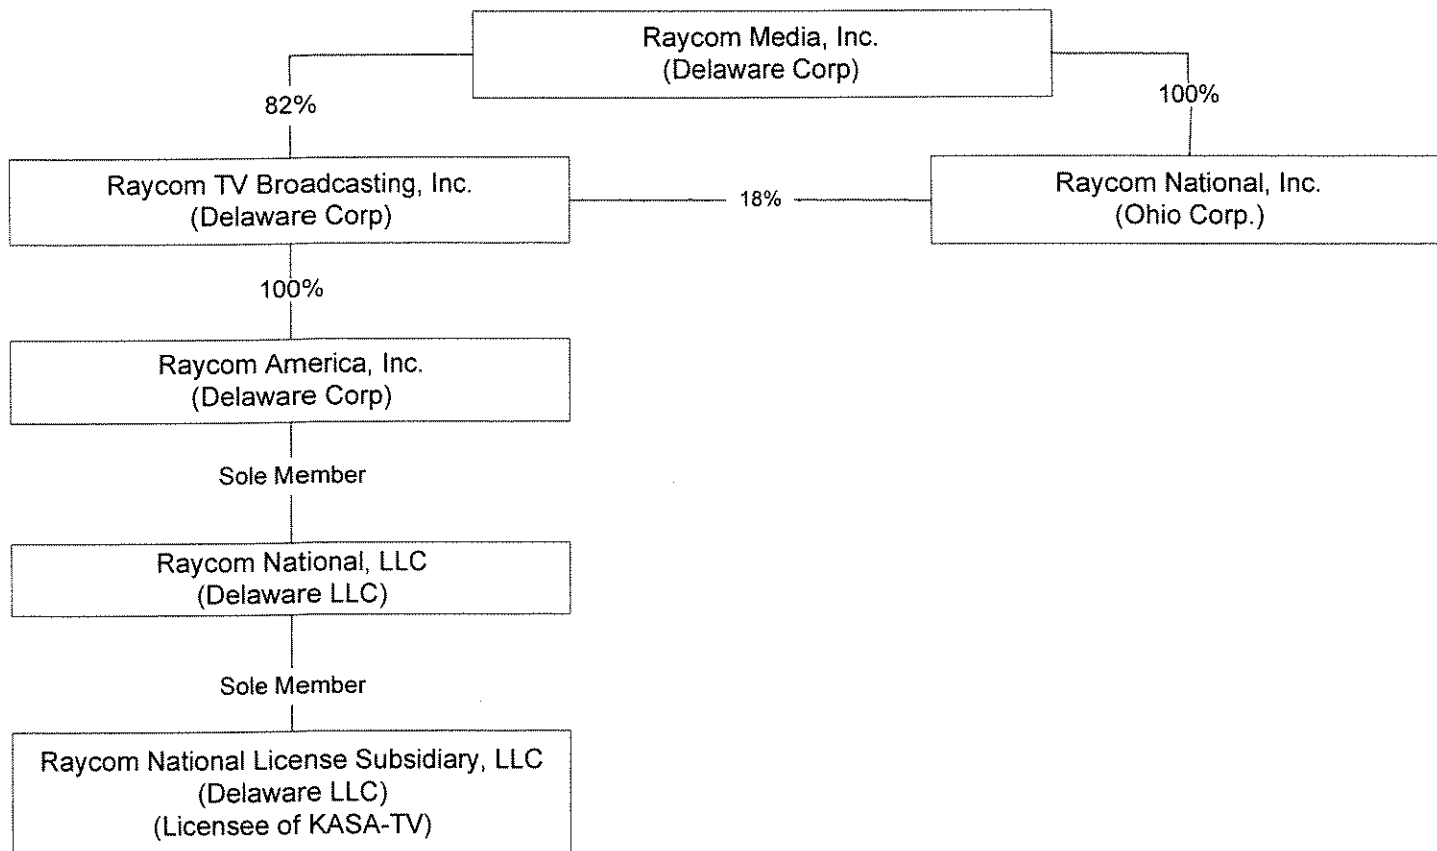 Raycom Media, Inc.
(Delaware Corp)
82%
100%
Raycom TV Broadcasting, Inc.
(Delaware Corp)
18%
Raycom National, Inc.
(Ohio Corp.)
100%
Raycom America, Inc.
(Delaware Corp)
Sole Member
Raycom National, LLC
(Delaware LLC)
Sole Member
Raycom National License Subsidiary, LLC
(Delaware LLC)
(Licensee of KASA-TV)